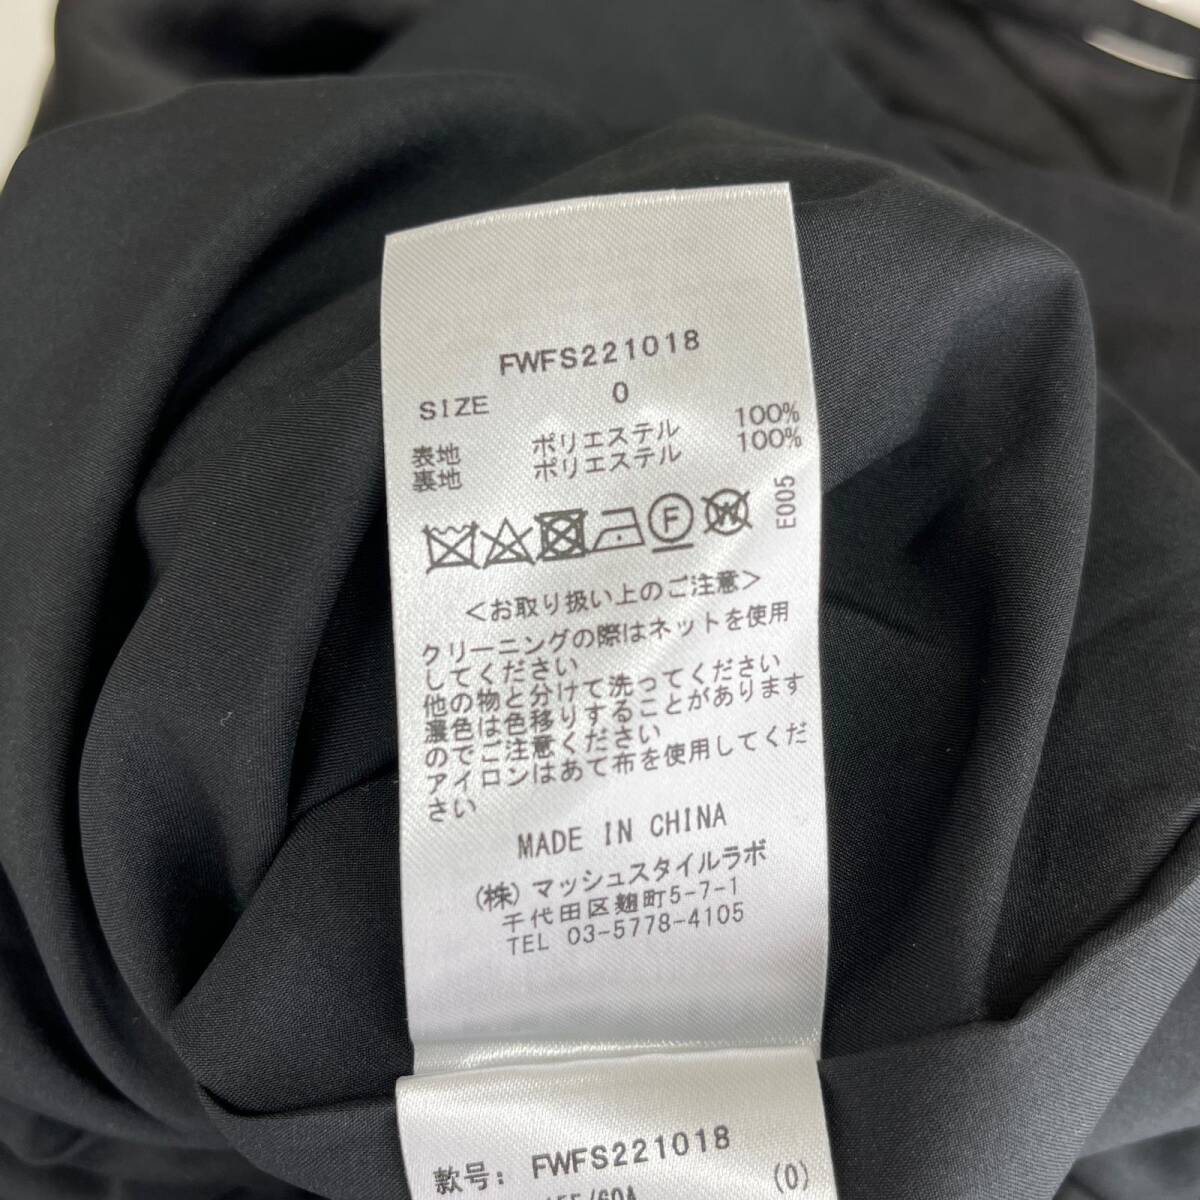 FWFS221018
SIZE 0
表地 ポリエステル 100%
裏地 ポリエステル 100%
F W E005
<お取り扱い上のご注意>
クリーニングの際はネットを使用
してください
他の物と分けて洗ってください
濃色は色移りすることがあります
のでご注意ください
アイロンはあて布を使用してくだ
さい
MADE IN CHINA
(株)マッシュスタイルラボ
千代田区麹町5-7-1
TEL 03-5778-4105
款号: FWFS221018
155/60A (0)